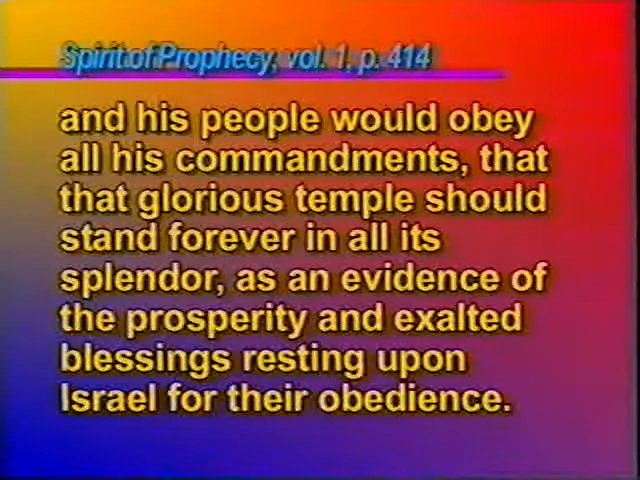 Spirit of Prophecy, vol. 1, p. 414
and his people would obey
all his commandments, that
that glorious temple should
stand forever in all its
splendor, as an evidence of
the prosperity and exalted
blessings resting upon
Israel for their obedience.